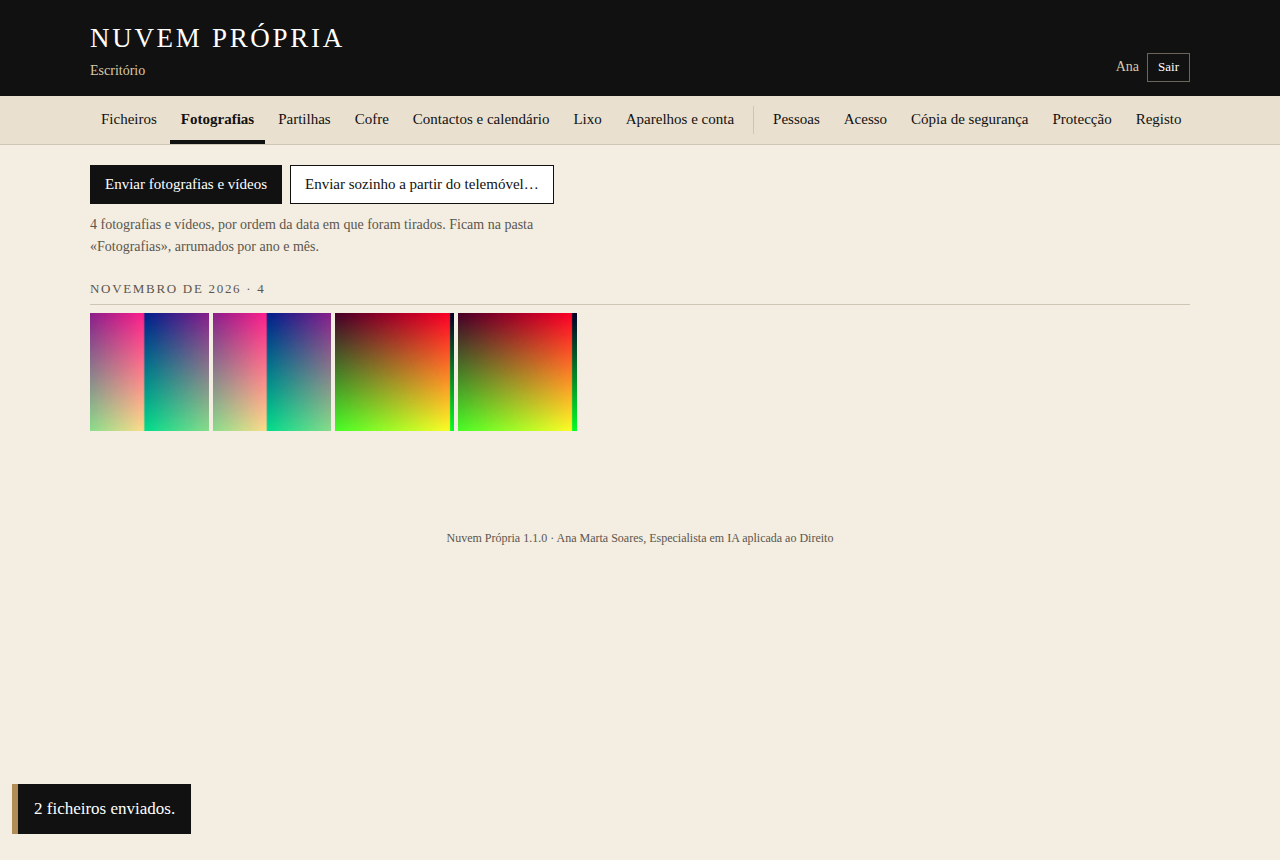 NUVEM PRÓPRIA
Escritório
Ana
Sair
Ficheiros
Fotografias
Partilhas
Cofre
Contactos e calendário
Lixo
Aparelhos e conta
Pessoas
Acesso
Cópia de segurança
Protecção
Registo
Enviar fotografias e vídeos
Enviar sozinho a partir do telemóvel…
4 fotografias e vídeos, por ordem da data em que foram tirados. Ficam na pasta
«Fotografias», arrumados por ano e mês.
NOVEMBRO DE 2026 · 4
Nuvem Própria 1.1.0 · Ana Marta Soares, Especialista em IA aplicada ao Direito
2 ficheiros enviados.